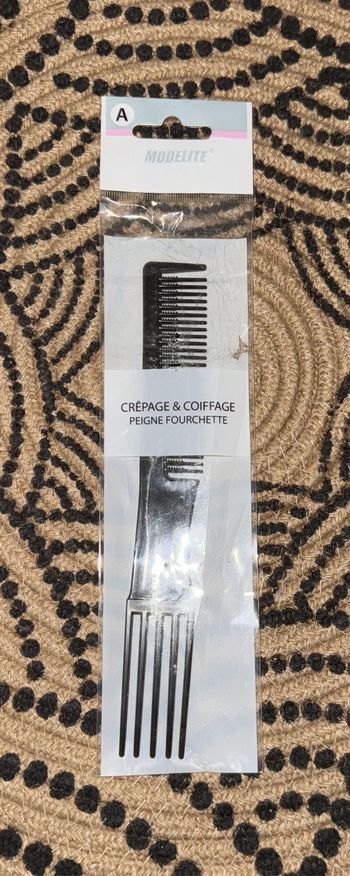 A
MODELITE®
CRÊPAGE & COIFFAGE
PEIGNE FOURCHETTE